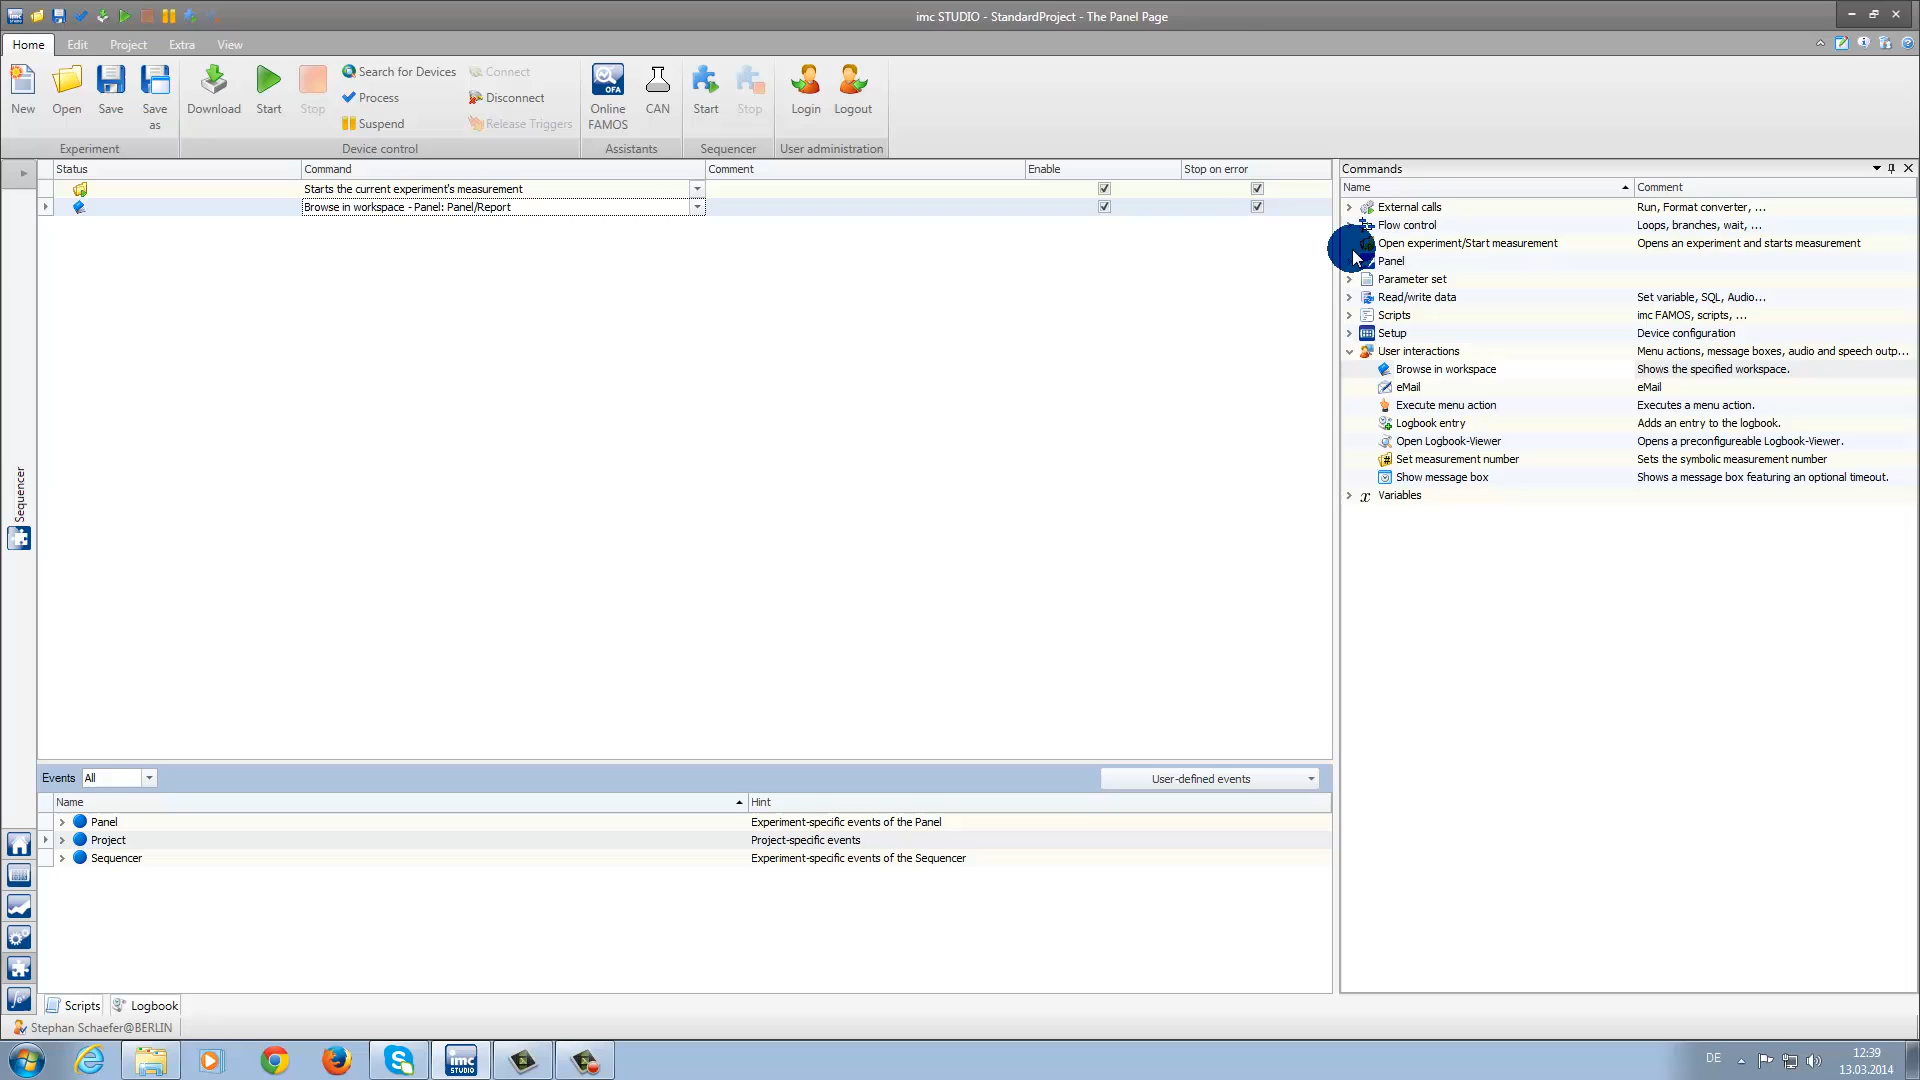 imc STUDIO - StandardProject - The Panel Page
Home Edit Project Extra View
New Open Save Save as Download Start Stop
Search for Devices Connect
Process Disconnect
Suspend Release Triggers
OFA
Online FAMOS CAN Start Stop Login Logout
Experiment Device control Assistants Sequencer User administration
Status Command Comment Enable Stop on error
Starts the current experiment's measurement
Browse in workspace - Panel: Panel/Report
Sequencer
Commands
Name Comment
External calls Run, Format converter, ...
Flow control Loops, branches, wait, ...
Open experiment/Start measurement Opens an experiment and starts measurement
Panel
Parameter set
Read/write data Set variable, SQL, Audio...
Scripts imc FAMOS, scripts, ...
Setup Device configuration
User interactions Menu actions, message boxes, audio and speech outp...
Browse in workspace Shows the specified workspace.
eMail eMail
Execute menu action Executes a menu action.
Logbook entry Adds an entry to the logbook.
Open Logbook-Viewer Opens a preconfigureable Logbook-Viewer.
Set measurement number Sets the symbolic measurement number
Show message box Shows a message box featuring an optional timeout.
x Variables
Events All User-defined events
Name Hint
Panel Experiment-specific events of the Panel
Project Project-specific events
Sequencer Experiment-specific events of the Sequencer
Scripts Logbook
Stephan Schaefer@BERLIN
imc STUDIO
DE 12:39
13.03.2014